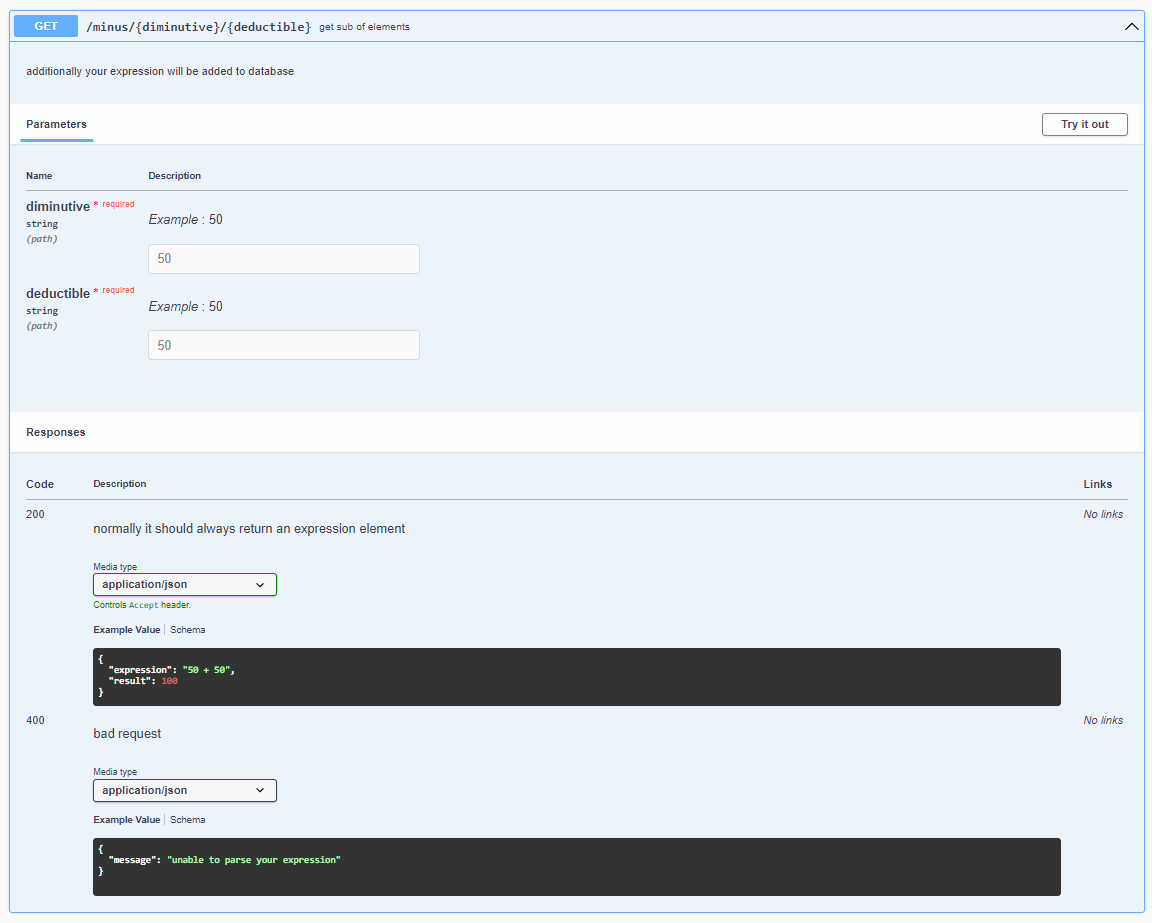 GET /minus/{diminutive}/{deductible} get sub of elements
additionally your expression will be added to database
Parameters Try it out
Name Description
diminutive * required
string
(path)
Example : 50
50
deductible * required
string
(path)
Example : 50
50
Responses
Code Description Links
200 normally it should always return an expression element No links
Media type
application/json
Controls Accept header.
Example Value Schema
{
"expression": "50 + 50",
"result": 100
}
400 bad request No links
Media type
application/json
Example Value Schema
{
"message": "unable to parse your expression"
}